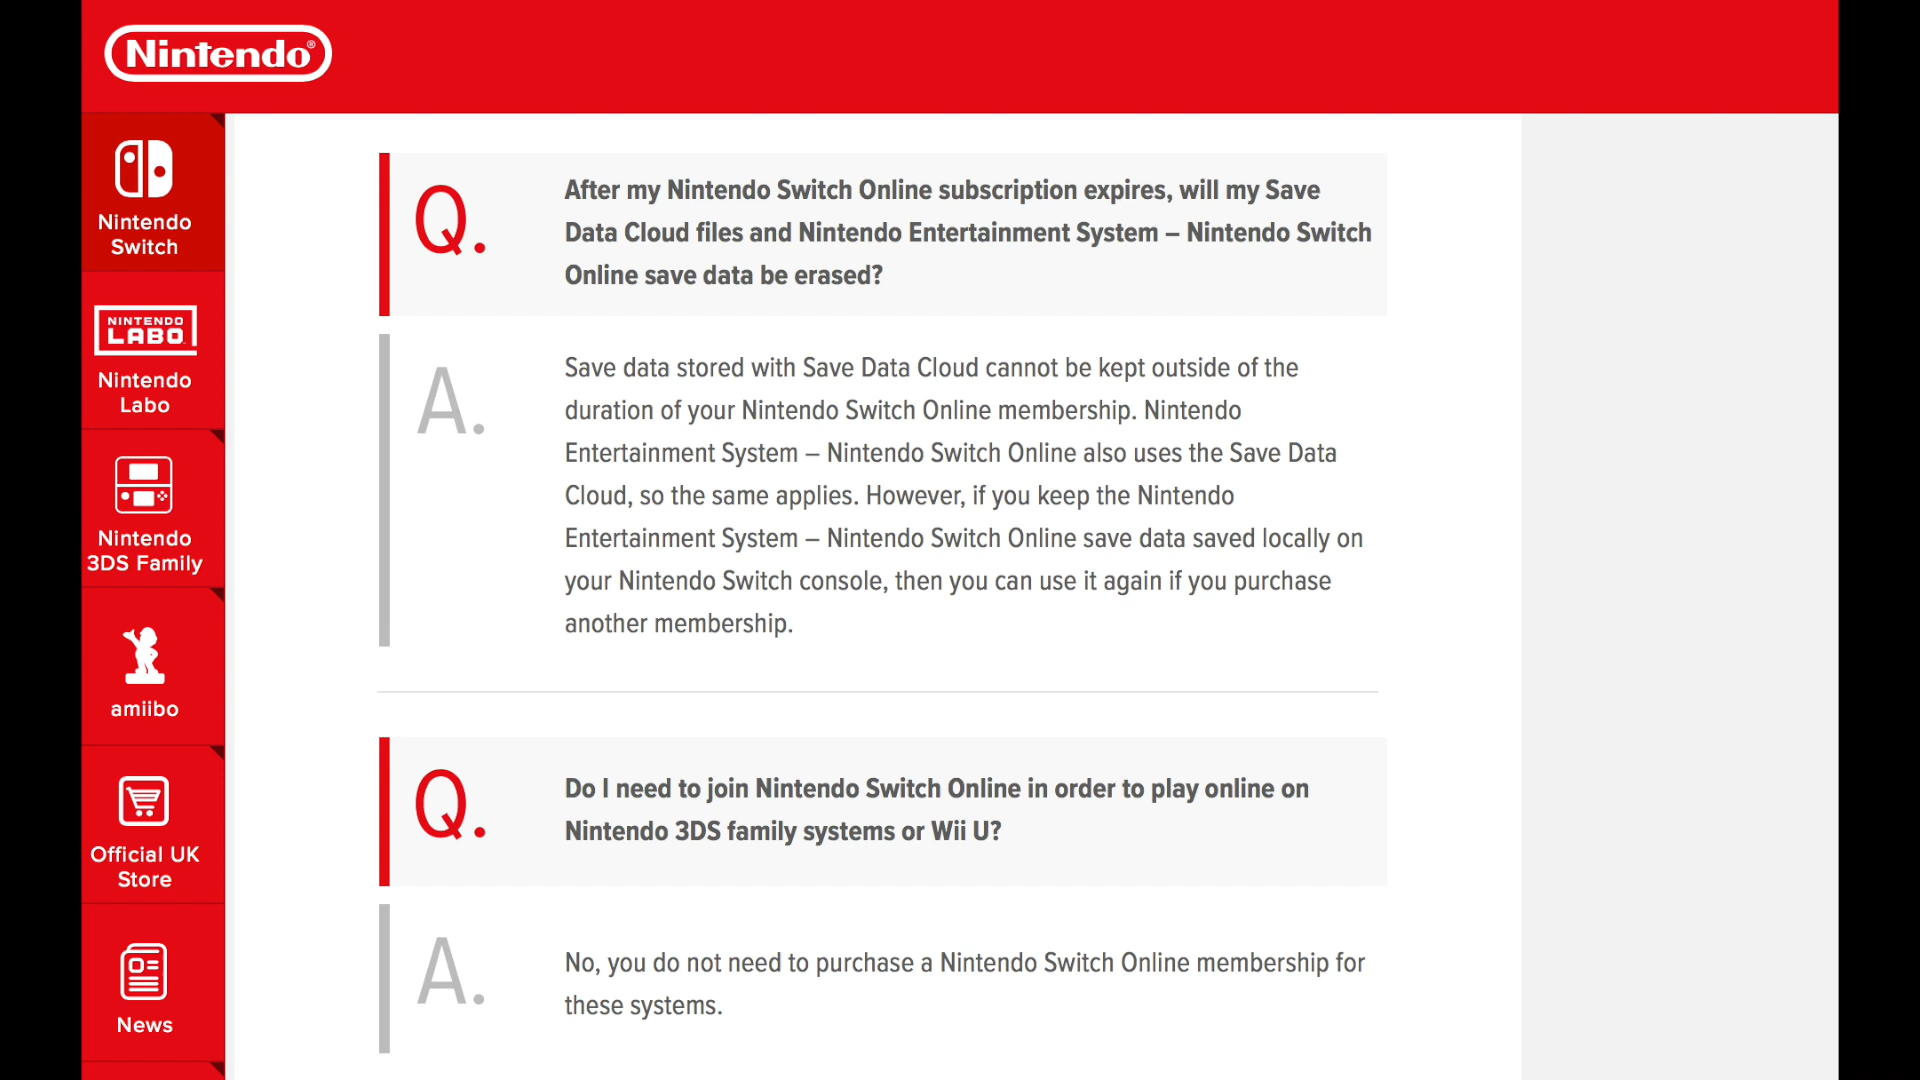 Nintendo®
Nintendo
Switch
NINTENDO
LABO
Nintendo
Labo
Nintendo
3DS Family
amiibo
Official UK
Store
News
Q.
After my Nintendo Switch Online subscription expires, will my Save
Data Cloud files and Nintendo Entertainment System – Nintendo Switch
Online save data be erased?
A.
Save data stored with Save Data Cloud cannot be kept outside of the
duration of your Nintendo Switch Online membership. Nintendo
Entertainment System – Nintendo Switch Online also uses the Save Data
Cloud, so the same applies. However, if you keep the Nintendo
Entertainment System – Nintendo Switch Online save data saved locally on
your Nintendo Switch console, then you can use it again if you purchase
another membership.
Q.
Do I need to join Nintendo Switch Online in order to play online on
Nintendo 3DS family systems or Wii U?
A.
No, you do not need to purchase a Nintendo Switch Online membership for
these systems.